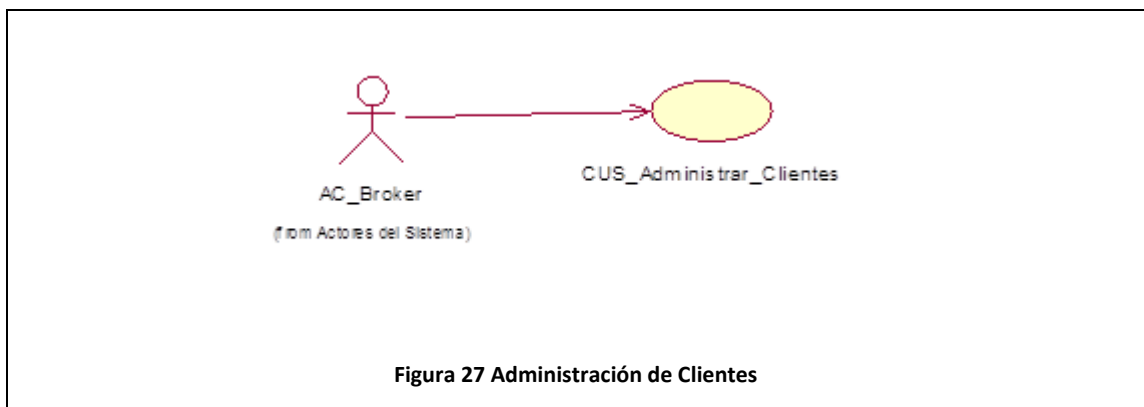 AC_Broker
(from Actores del Sistema)
CUS_Administrar_Clientes
Figura 27 Administración de Clientes